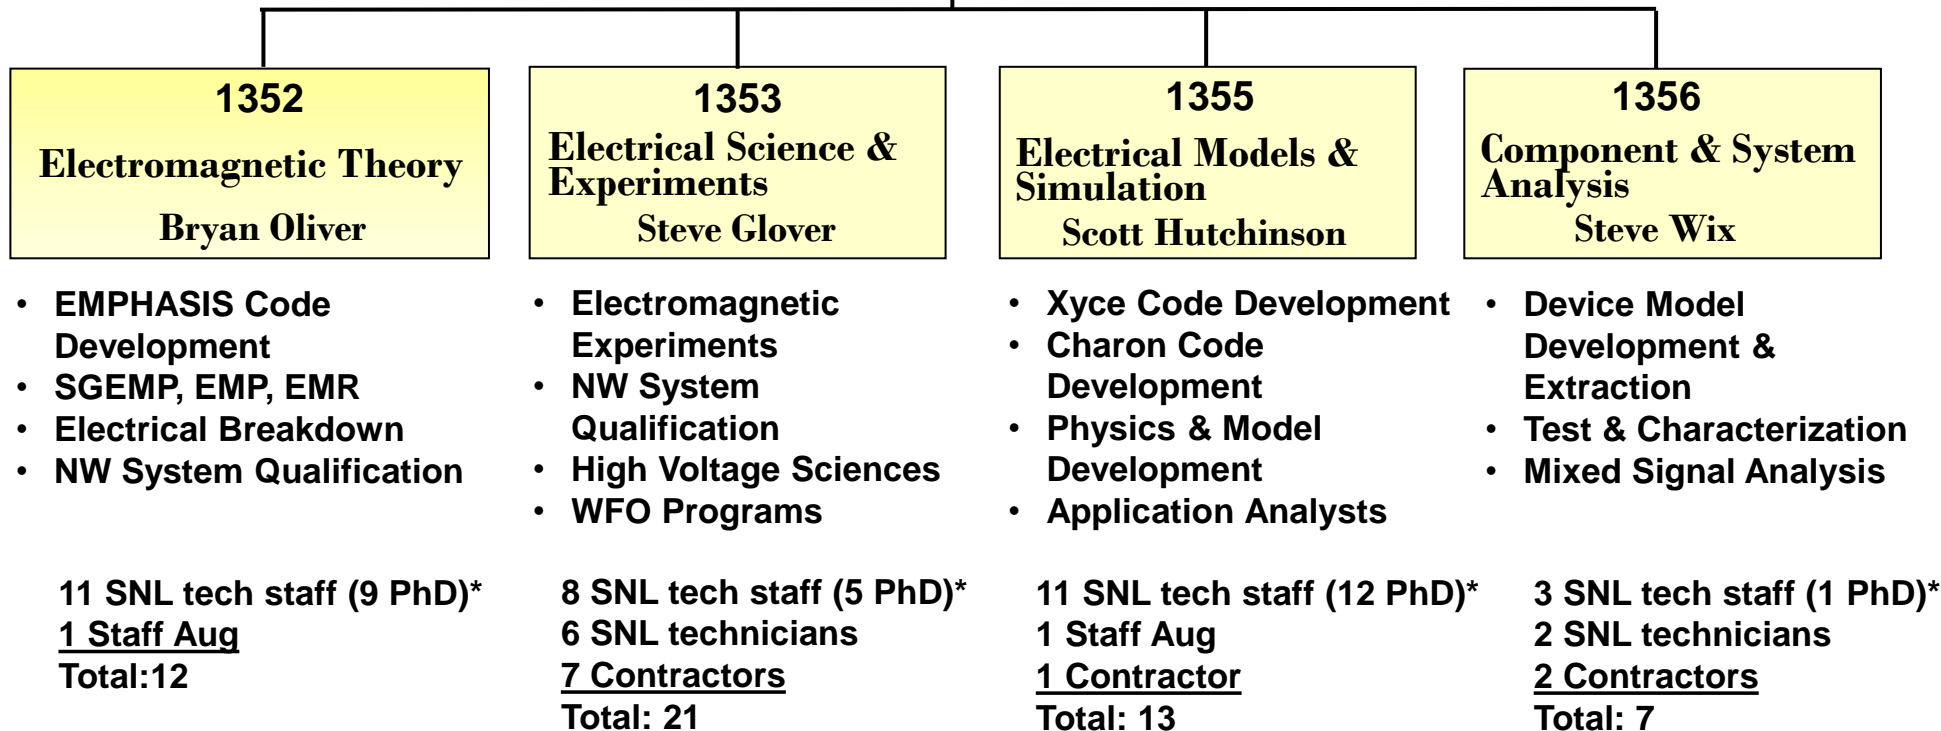 1352
Electromagnetic Theory
Bryan Oliver
• EMPHASIS Code
Development
• SGEMP, EMP, EMR
• Electrical Breakdown
• NW System Qualification
11 SNL tech staff (9 PhD)*
1 Staff Aug
Total:12
1353
Electrical Science &
Experiments
Steve Glover
• Electromagnetic
Experiments
• NW System
Qualification
• High Voltage Sciences
• WFO Programs
8 SNL tech staff (5 PhD)*
6 SNL technicians
7 Contractors
Total: 21
1355
Electrical Models &
Simulation
Scott Hutchinson
• Xyce Code Development
• Charon Code
Development
• Physics & Model
Development
• Application Analysts
11 SNL tech staff (12 PhD)*
1 Staff Aug
1 Contractor
Total: 13
1356
Component & System
Analysis
Steve Wix
• Device Model
Development &
Extraction
• Test & Characterization
• Mixed Signal Analysis
3 SNL tech staff (1 PhD)*
2 SNL technicians
2 Contractors
Total: 7